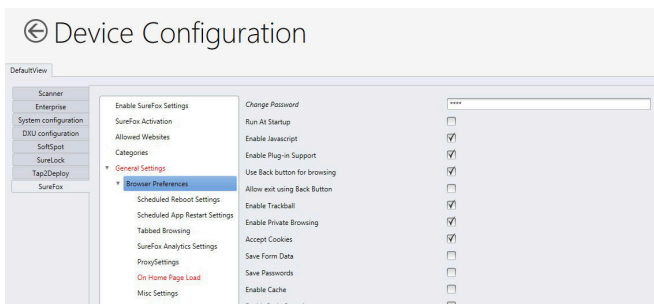 Device Configuration
DefaultView
Scanner
Enterprise
System configuration
DXU configuration
SoftSpot
SureLock
Tap2Deploy
SureFox
Enable SureFox Settings
SureFox Activation
Allowed Websites
Categories
General Settings
Browser Preferences
Scheduled Reboot Settings
Scheduled App Restart Settings
Tabbed Browsing
SureFox Analytics Settings
ProxySettings
On Home Page Load
Misc Settings
Change Password ****
Run At Startup
Enable Javascript
Enable Plug-in Support
Use Back button for browsing
Allow exit using Back Button
Enable Trackball
Enable Private Browsing
Accept Cookies
Save Form Data
Save Passwords
Enable Cache